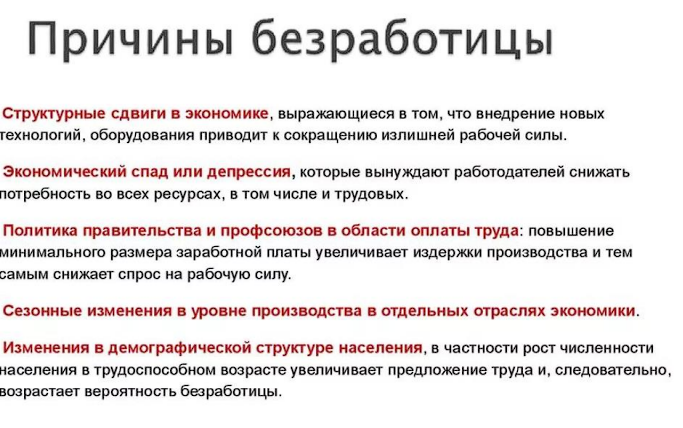 Причины безработицы
Структурные сдвиги в экономике, выражающиеся в том, что внедрение новых
технологий, оборудования приводит к сокращению излишней рабочей силы.
Экономический спад или депрессия, которые вынуждают работодателей снижать
потребность во всех ресурсах, в том числе и трудовых.
Политика правительства и профсоюзов в области оплаты труда: повышение
минимального размера заработной платы увеличивает издержки производства и тем
самым снижает спрос на рабочую силу.
Сезонные изменения в уровне производства в отдельных отраслях экономики.
Изменения в демографической структуре населения, в частности рост численности
населения в трудоспособном возрасте увеличивает предложение труда и, следовательно,
возрастает вероятность безработицы.